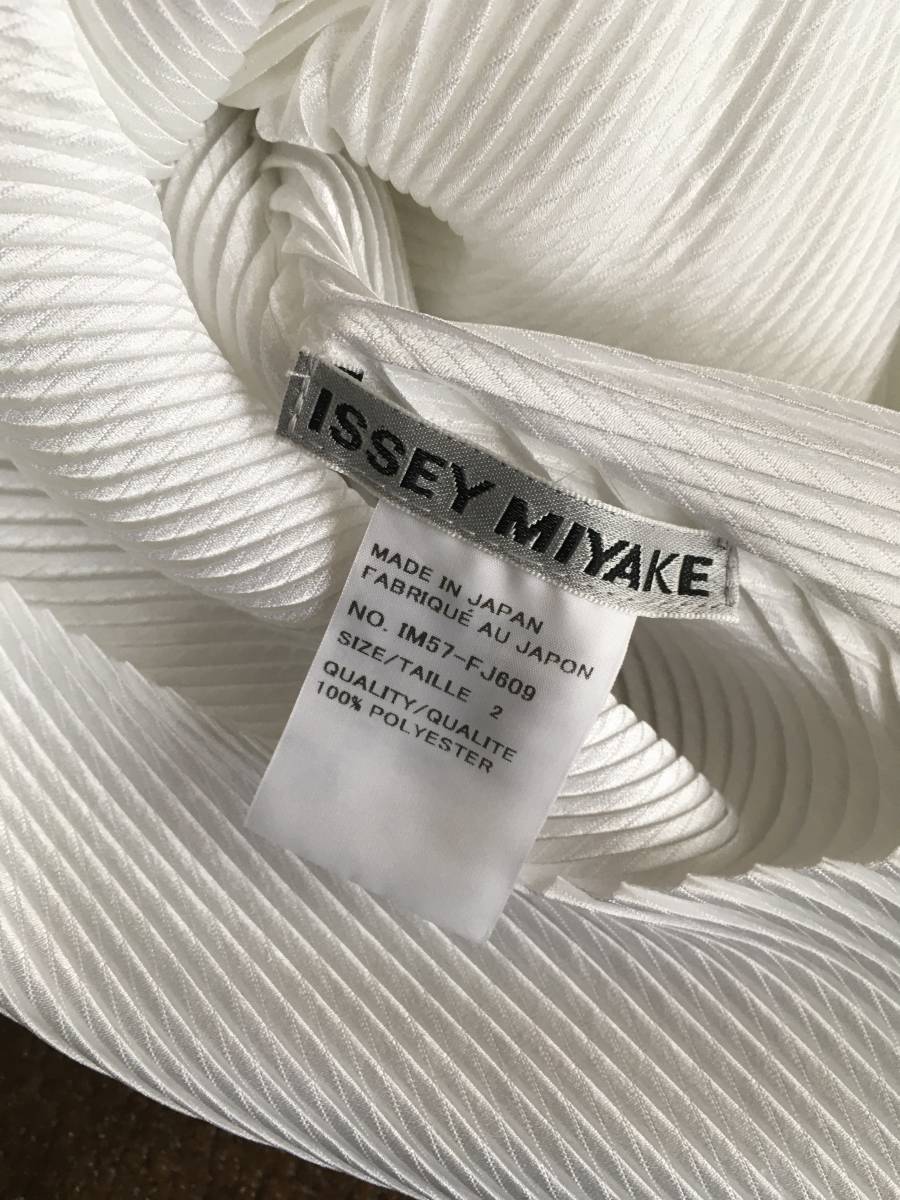 ISSEY MIYAKE
MADE IN JAPAN
FABRIQUÉ AU JAPON
NO. IM57-FJ609
SIZE/TAILLE 2
QUALITY/QUALITE
100% POLYESTER